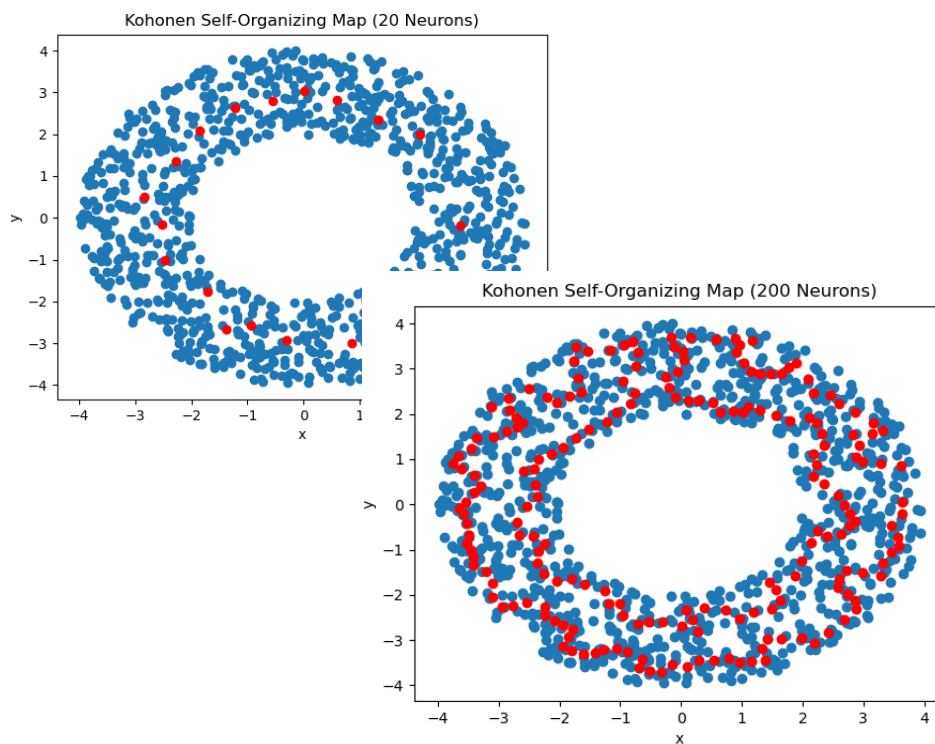 Kohonen Self-Organizing Map (20 Neurons)
4
3
2
1
0
−1
−2
−3
−4
y
−4 −3 −2 −1 0 1
x
Kohonen Self-Organizing Map (200 Neurons)
4
3
2
1
0
−1
−2
−3
−4
y
−4 −3 −2 −1 0 1 2 3 4
x